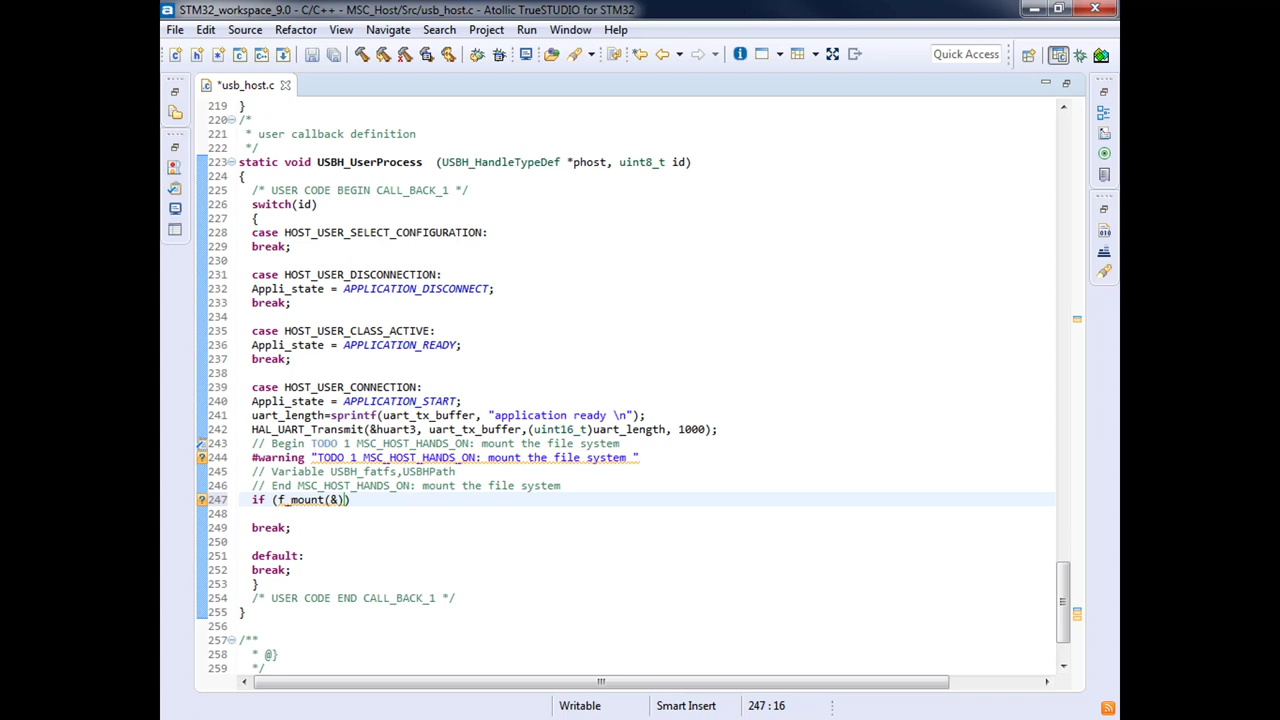 STM32_workspace_9.0 - C/C++ - MSC_Host/Src/usb_host.c - Atollic TrueSTUDIO for STM32
File Edit Source Refactor View Navigate Search Project Run Window Help
Quick Access
*usb_host.c
219 }
220 /*
221 * user callback definition
222 */
223 static void USBH_UserProcess (USBH_HandleTypeDef *phost, uint8_t id)
224 {
225 /* USER CODE BEGIN CALL_BACK_1 */
226 switch(id)
227 {
228 case HOST_USER_SELECT_CONFIGURATION:
229 break;
230
231 case HOST_USER_DISCONNECTION:
232 Appli_state = APPLICATION_DISCONNECT;
233 break;
234
235 case HOST_USER_CLASS_ACTIVE:
236 Appli_state = APPLICATION_READY;
237 break;
238
239 case HOST_USER_CONNECTION:
240 Appli_state = APPLICATION_START;
241 uart_length=sprintf(uart_tx_buffer, "application ready \n");
242 HAL_UART_Transmit(&huart3, uart_tx_buffer,(uint16_t)uart_length, 1000);
243 // Begin TODO 1 MSC_HOST_HANDS_ON: mount the file system
244 #warning "TODO 1 MSC_HOST_HANDS_ON: mount the file system "
245 // Variable USBH_fatfs,USBHPath
246 // End MSC_HOST_HANDS_ON: mount the file system
247 if (f_mount(&))
248
249 break;
250
251 default:
252 break;
253 }
254 /* USER CODE END CALL_BACK_1 */
255 }
256
257 /**
258 * @}
259 */
Writable Smart Insert 247 : 16